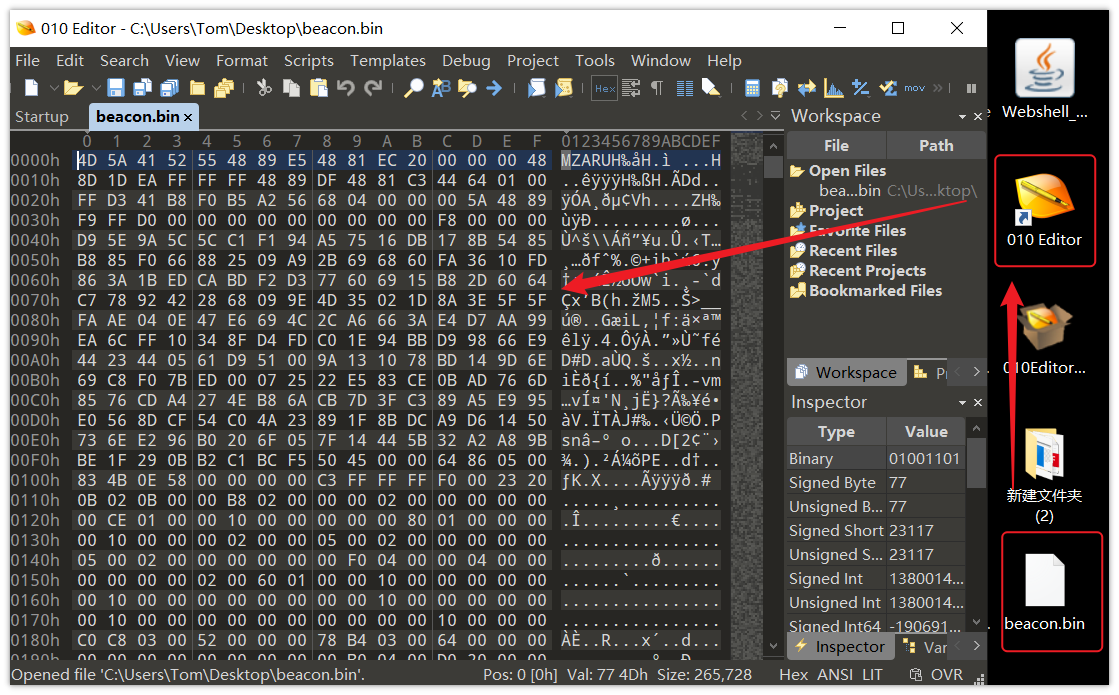 010 Editor - C:\Users\Tom\Desktop\beacon.bin
File Edit Search View Format Scripts Templates Debug Project Tools Window Help
Hex
mov
Startup beacon.bin ×
0 1 2 3 4 5 6 7 8 9 A B C D E F 0123456789ABCDEF
0000h 4D 5A 41 52 55 48 89 E5 48 81 EC 20 00 00 00 48 MZARUH‰åH.ì ...H
0010h 8D 1D EA FF FF FF 48 89 DF 48 81 C3 44 64 01 00 ..êÿÿÿH‰ßH.ÃDd..
0020h FF D3 41 B8 F0 B5 A2 56 68 04 00 00 00 5A 48 89 ÿÓA¸ðµ¢Vh....ZH‰
0030h F9 FF D0 00 00 00 00 00 00 00 00 00 F8 00 00 00 ùÿÐ.........ø...
0040h D9 5E 9A 5C 5C C1 F1 94 A5 75 16 DB 17 8B 54 85 Ù^š\\Áñ”¥u.Û.‹T…
0050h B8 85 F0 66 88 25 09 A9 2B 69 68 60 FA 36 10 FD
0060h 86 3A 1B ED CA BD F2 D3 77 60 69 15 B8 2D 60 64
0070h C7 78 92 42 28 68 09 9E 4D 35 02 1D 8A 3E 5F 5F Çx’B(h.žM5..Š>__
0080h FA AE 04 0E 47 E6 69 4C 2C A6 66 3A E4 D7 AA 99 ú®..GæiL,¦f:ä×ª™
0090h EA 6C FF 10 34 8F D4 FD C0 1E 94 BB D9 98 66 E9 êlÿ.4.ÔýÀ.”»Ù˜fé
00A0h 44 23 44 05 61 D9 51 00 9A 13 10 78 BD 14 9D 6E D#D.aÙQ.š..x½..n
00B0h 69 C8 F0 7B ED 00 07 25 22 E5 83 CE 0B AD 76 6D iÈð{í..%"åƒÎ.-vm
00C0h 85 76 CD A4 27 4E B8 6A CB 7D 3F C3 89 A5 E9 95 …vÍ¤'N¸jË}?Ã‰¥é•
00D0h E0 56 8D CF 54 C0 4A 23 89 1F 8B DC A9 D6 14 50 àV.ÏTÀJ#‰.‹Ü©Ö.P
00E0h 73 6E E2 96 B0 20 6F 05 7F 14 44 5B 32 A2 A8 9B snâ–° o...D[2¢¨›
00F0h BE 1F 29 0B B2 C1 BC F5 50 45 00 00 64 86 05 00 ¾.).²Á¼õPE..d†..
0100h 83 4B 0E 58 00 00 00 00 C3 FF FF FF F0 00 23 20 ƒK.X....Ãÿÿÿð.#
0110h 0B 02 0B 00 00 B8 02 00 00 00 02 00 00 00 00 00 .....¸..........
0120h 00 CE 01 00 00 10 00 00 00 00 00 80 01 00 00 00 .Î.........€....
0130h 00 10 00 00 00 02 00 00 05 00 02 00 00 00 00 00 ................
0140h 05 00 02 00 00 00 00 00 00 F0 04 00 00 04 00 00 .........ð......
0150h 00 00 00 00 02 00 60 01 00 00 10 00 00 00 00 00 ......`.........
0160h 00 10 00 00 00 00 00 00 00 00 10 00 00 00 00 00 ................
0170h 00 10 00 00 00 00 00 00 00 00 00 00 10 00 00 00 ................
0180h C0 C8 03 00 52 00 00 00 78 B4 03 00 64 00 00 00 ÀÈ..R...x´..d...
Workspace
File Path
Open Files
bea...bin C:\Us...ktop\
Project
Favorite Files
Recent Files
Recent Projects
Bookmarked Files
Workspace
Inspector
Type Value
Binary 01001101
Signed Byte 77
Unsigned B... 77
Signed Short 23117
Unsigned S... 23117
Signed Int 1380014...
Unsigned Int 1380014...
Signed Int64 -190691...
Inspector
Opened file 'C:\Users\Tom\Desktop\beacon.bin'. Pos: 0 [0h] Val: 77 4Dh Size: 265,728 Hex ANSI LIT OVR
Webshell_...
010 Editor
010Editor...
新建文件夹
(2)
beacon.bin